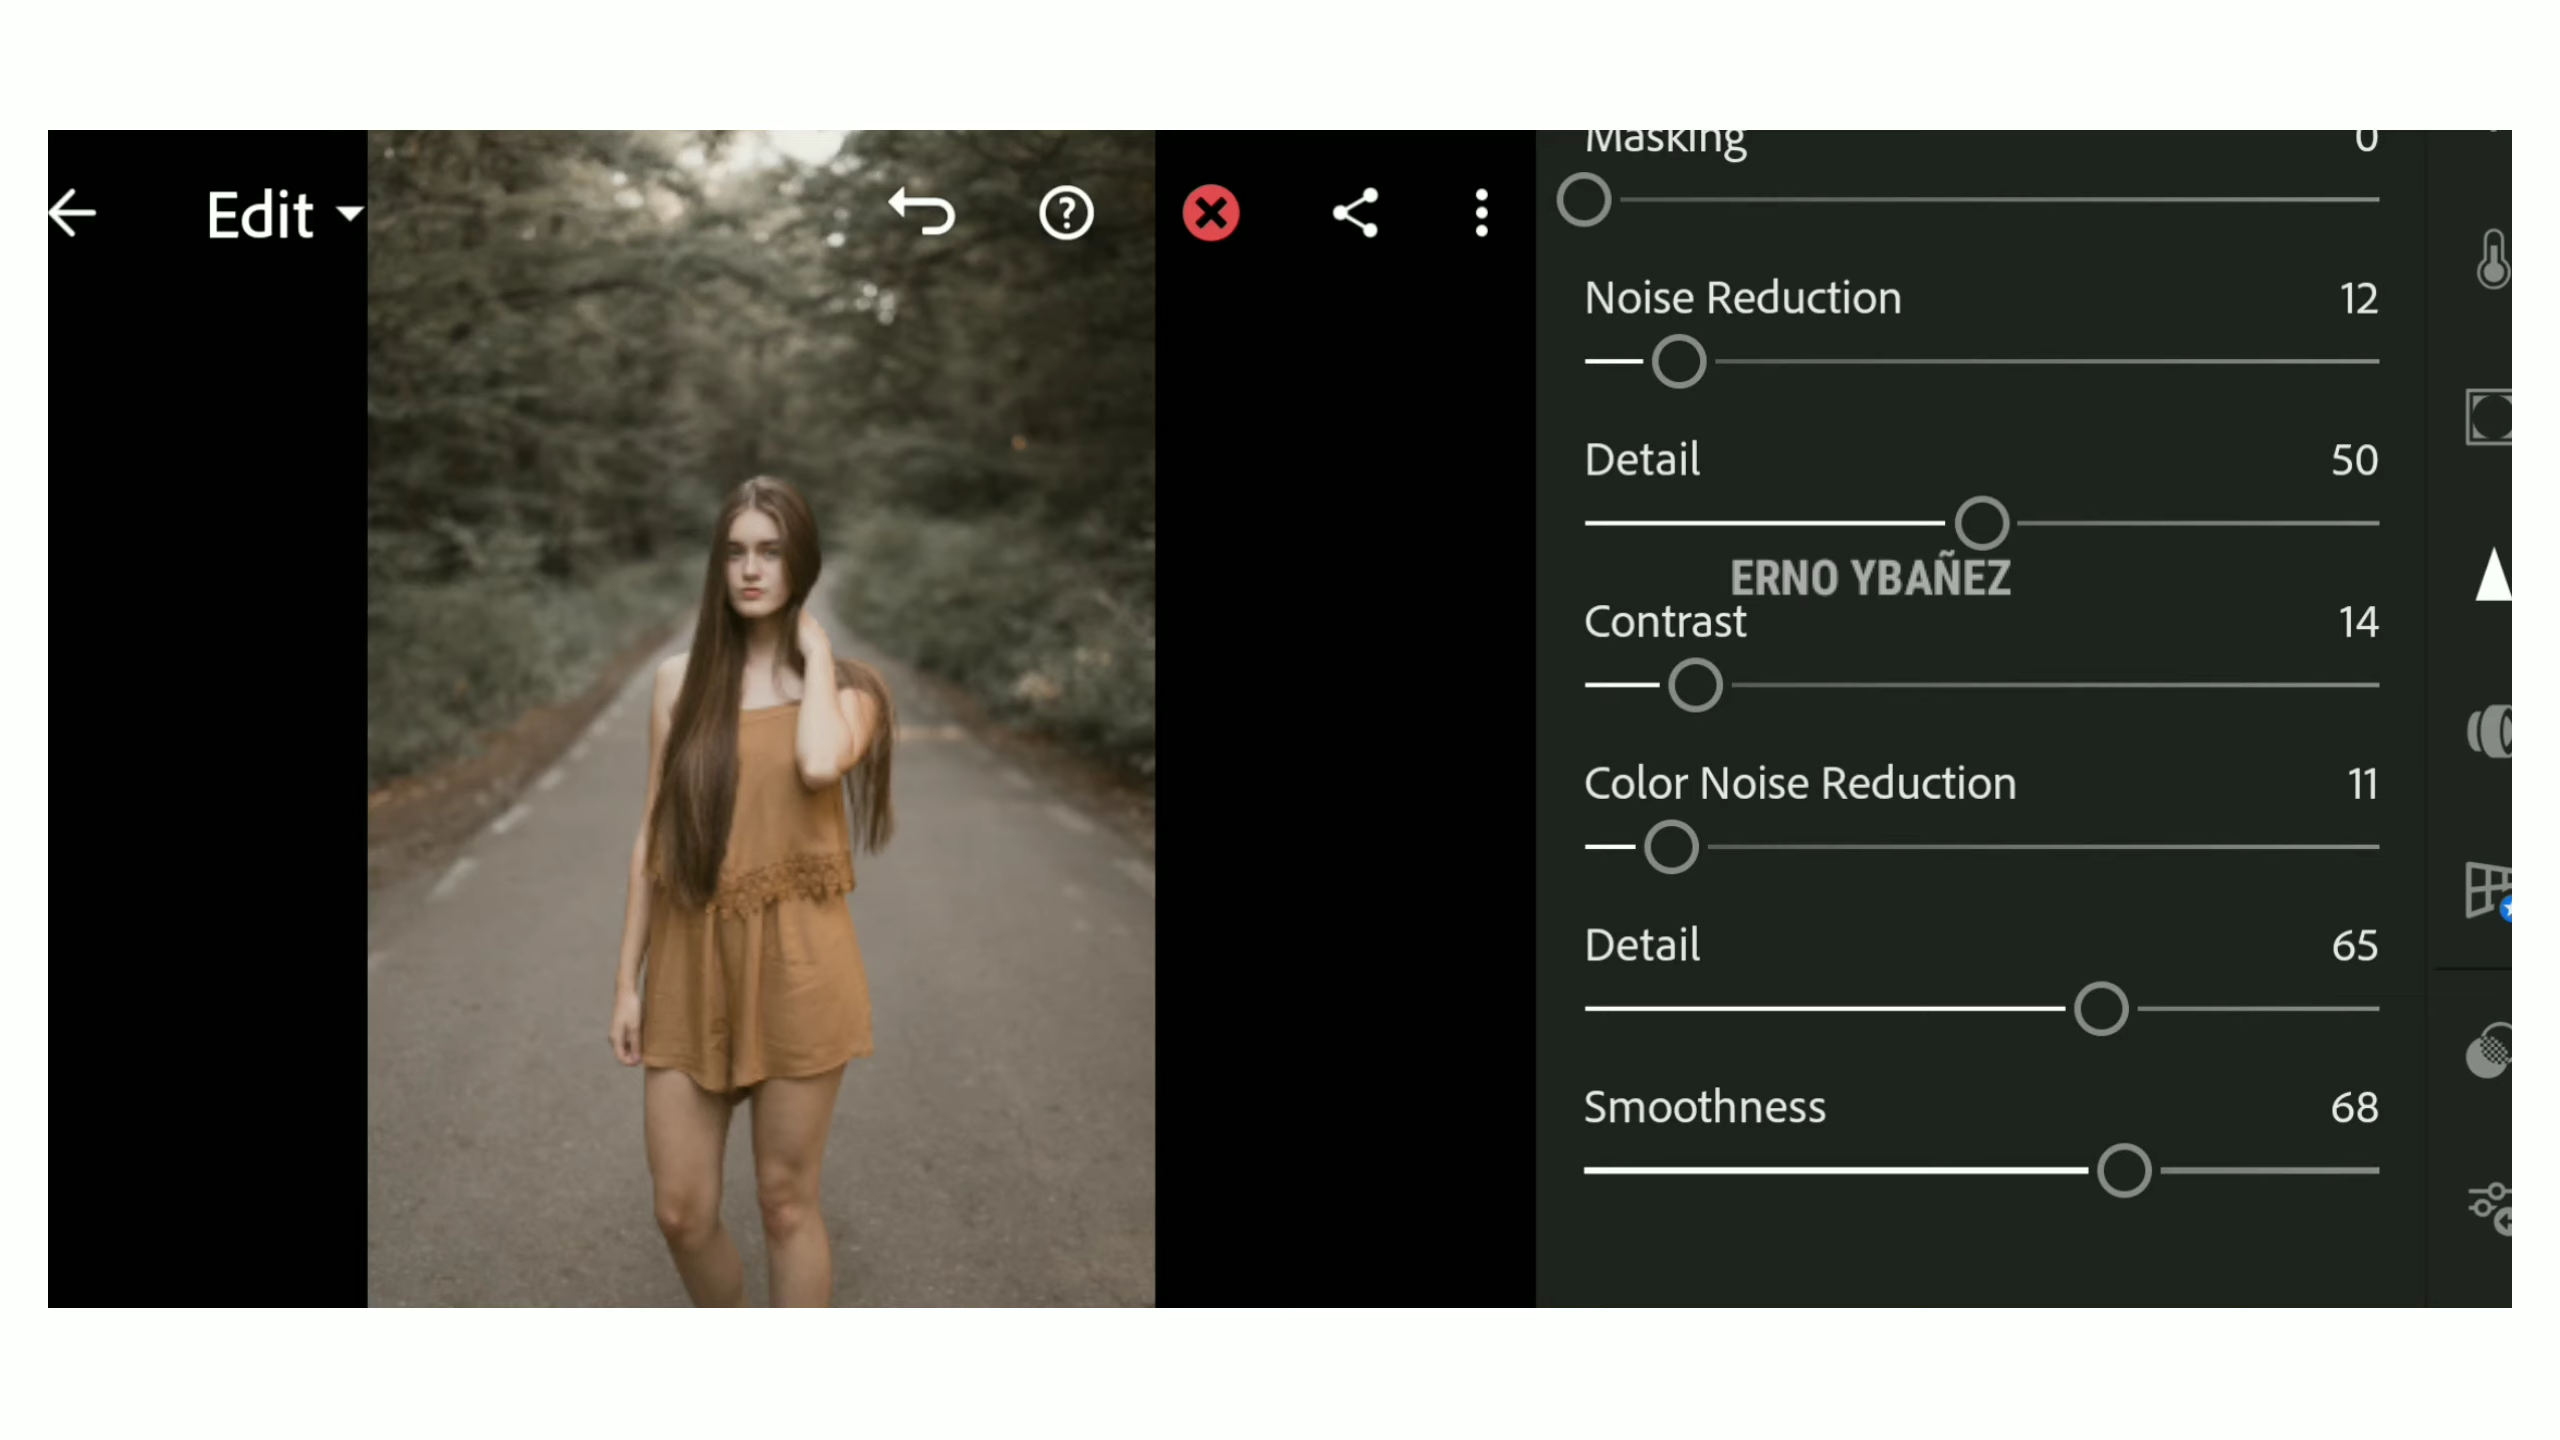 Edit
Masking 0
Noise Reduction 12
Detail 50
ERNO YBAÑEZ
Contrast 14
Color Noise Reduction 11
Detail 65
Smoothness 68